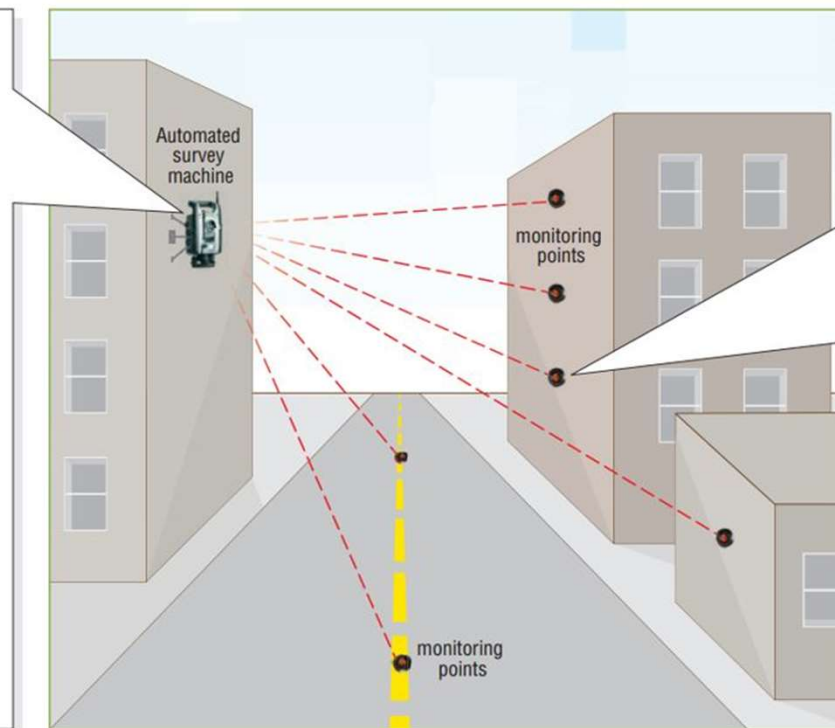 Automated
survey
machine
monitoring
points
monitoring
points